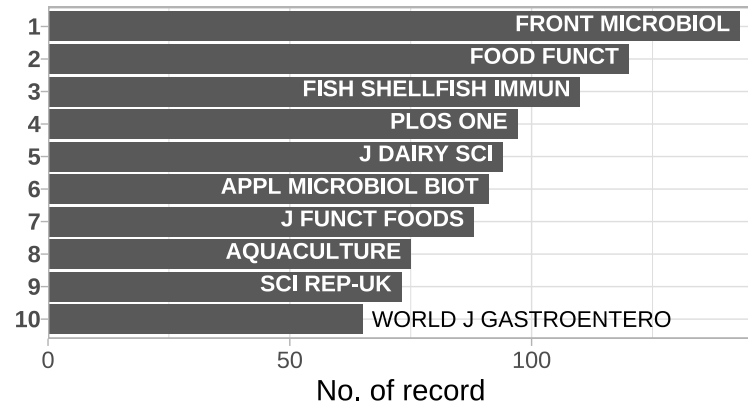 1 FRONT MICROBIOL
2 FOOD FUNCT
3 FISH SHELLFISH IMMUN
4 PLOS ONE
5 J DAIRY SCI
6 APPL MICROBIOL BIOT
7 J FUNCT FOODS
8 AQUACULTURE
9 SCI REP-UK
10 WORLD J GASTROENTERO
0 50 100
No. of record